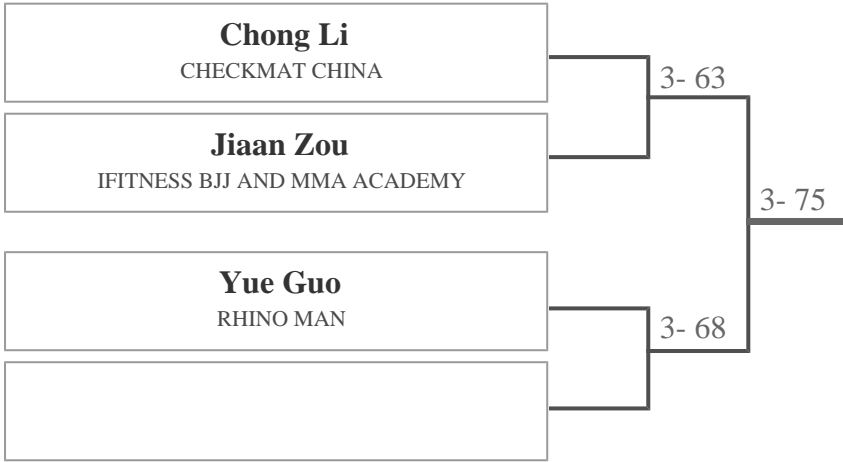 Chong Li
CHECKMAT CHINA
3- 63
Jiaan Zou
IFITNESS BJJ AND MMA ACADEMY
3- 75
Yue Guo
RHINO MAN
3- 68